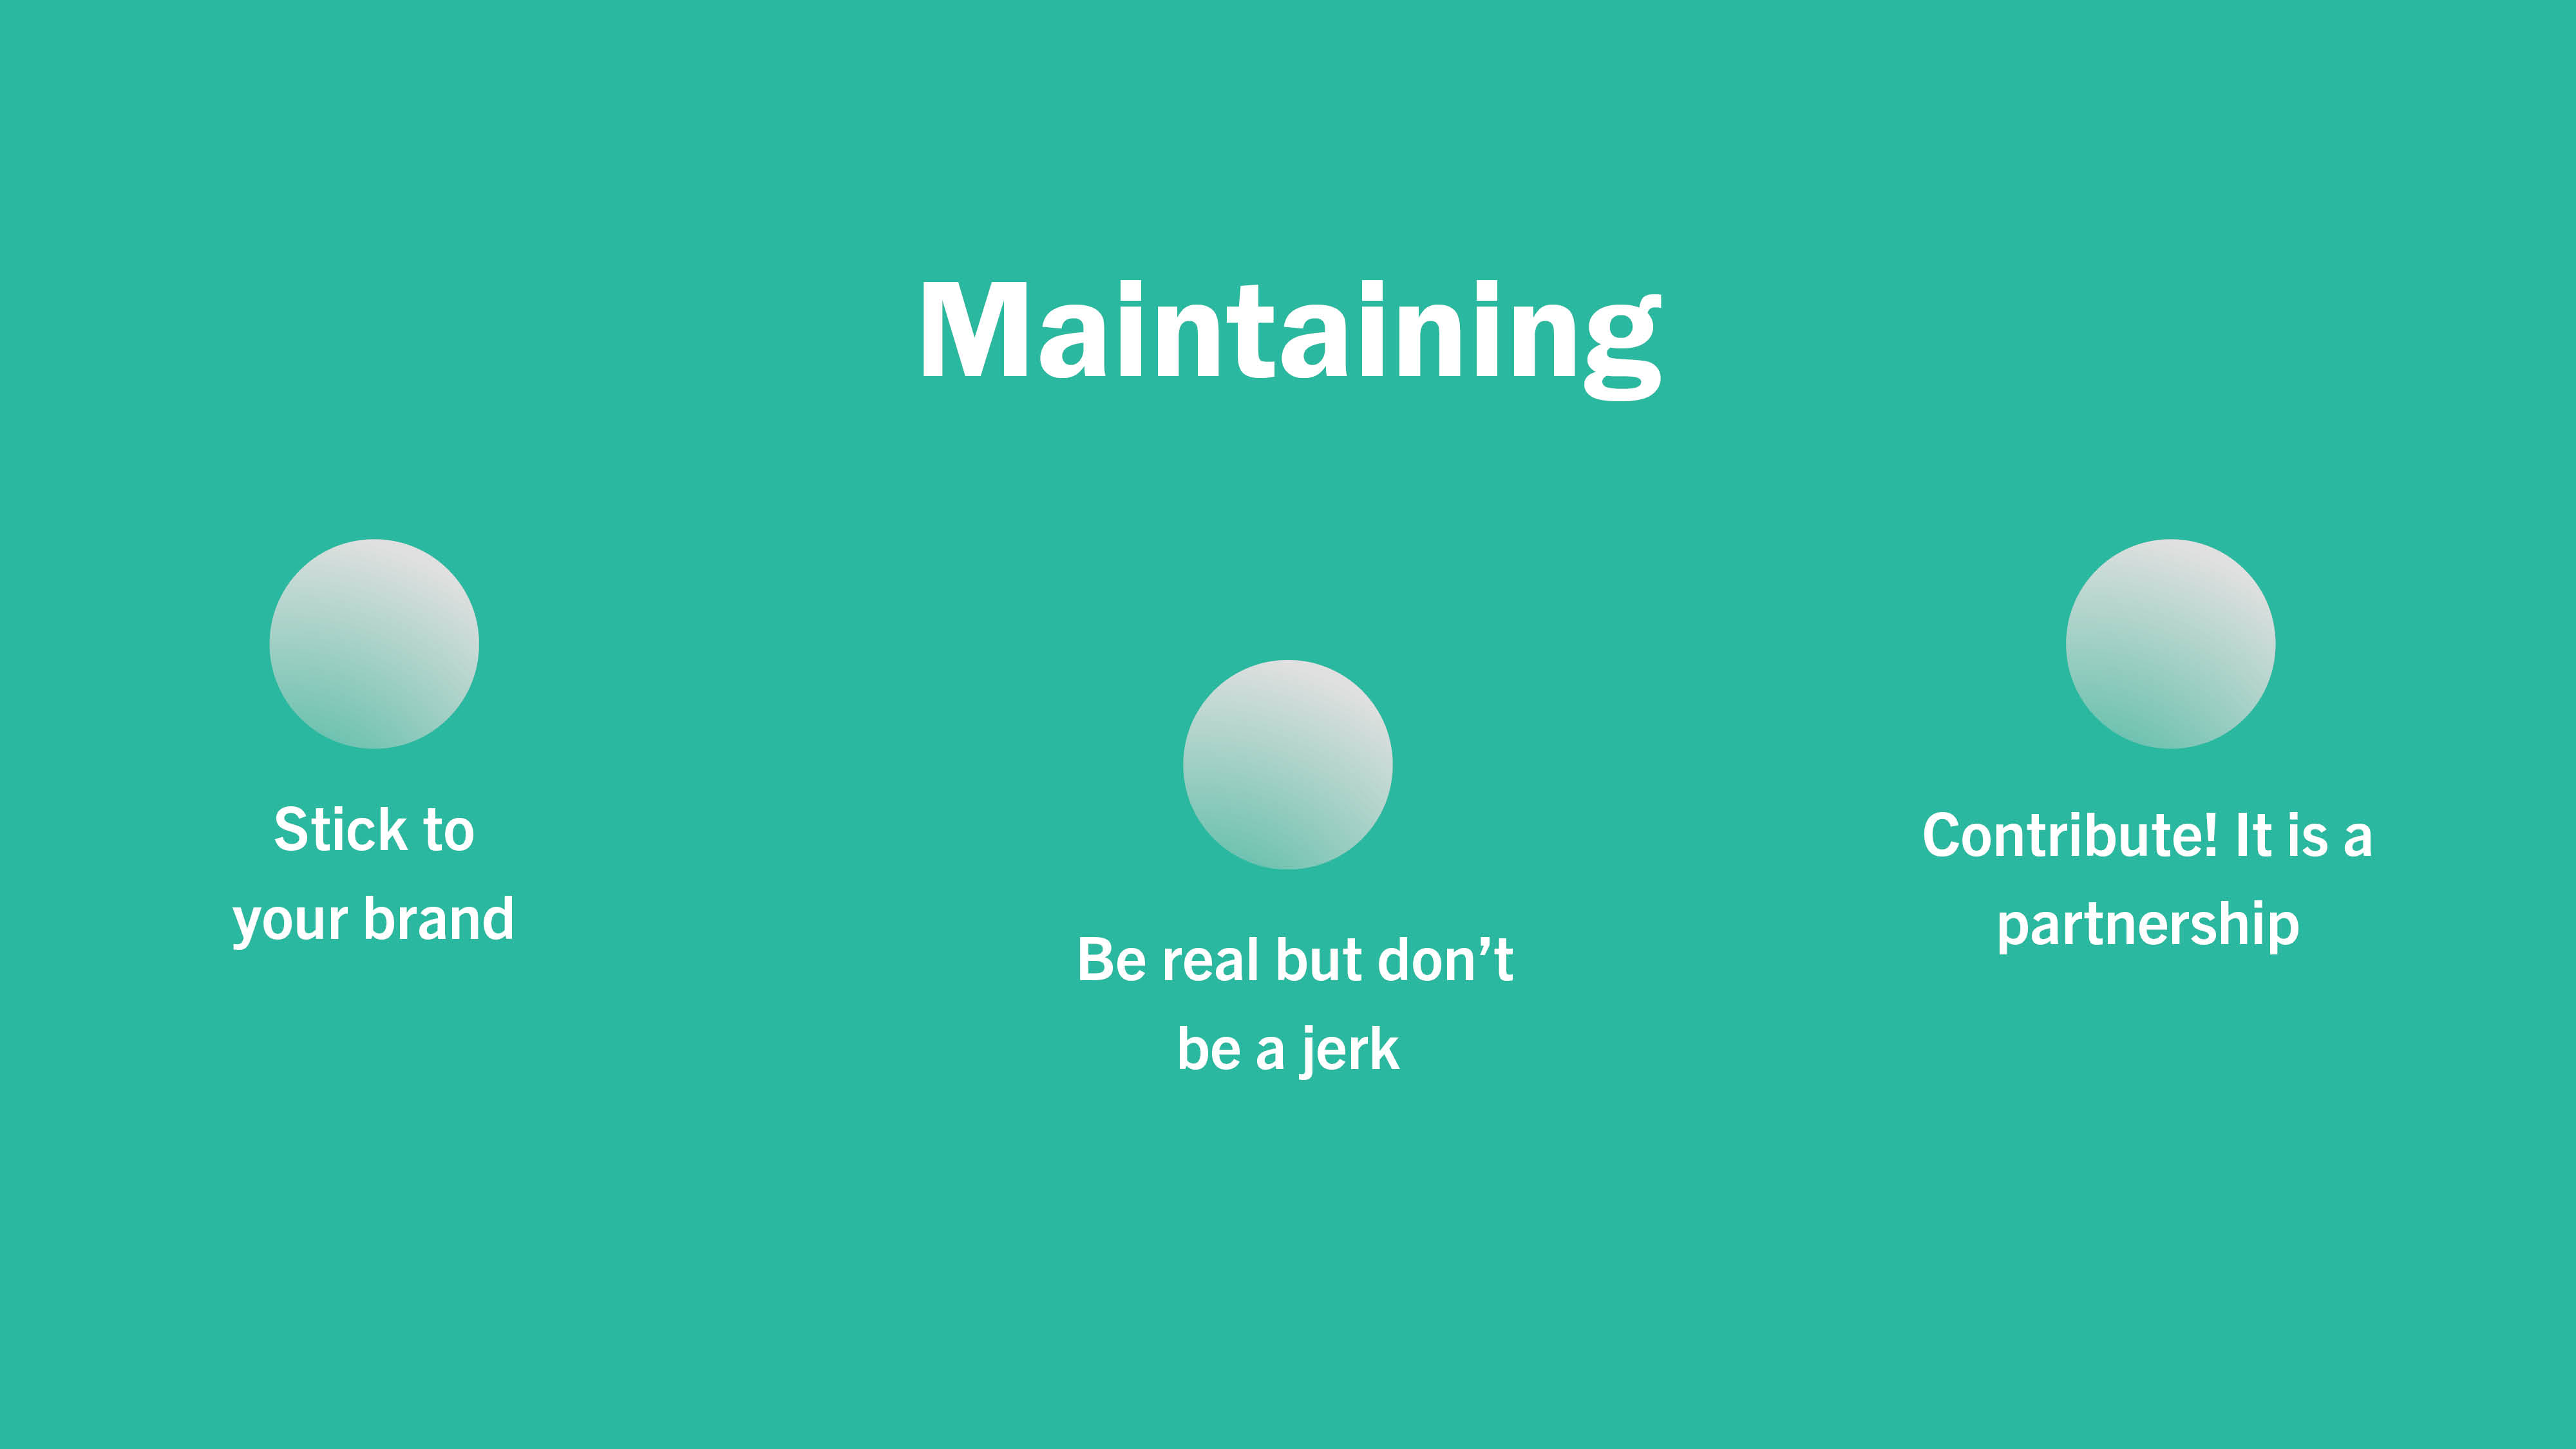 Maintaining
Stick to
your brand
Be real but don’t
be a jerk
Contribute! It is a
partnership